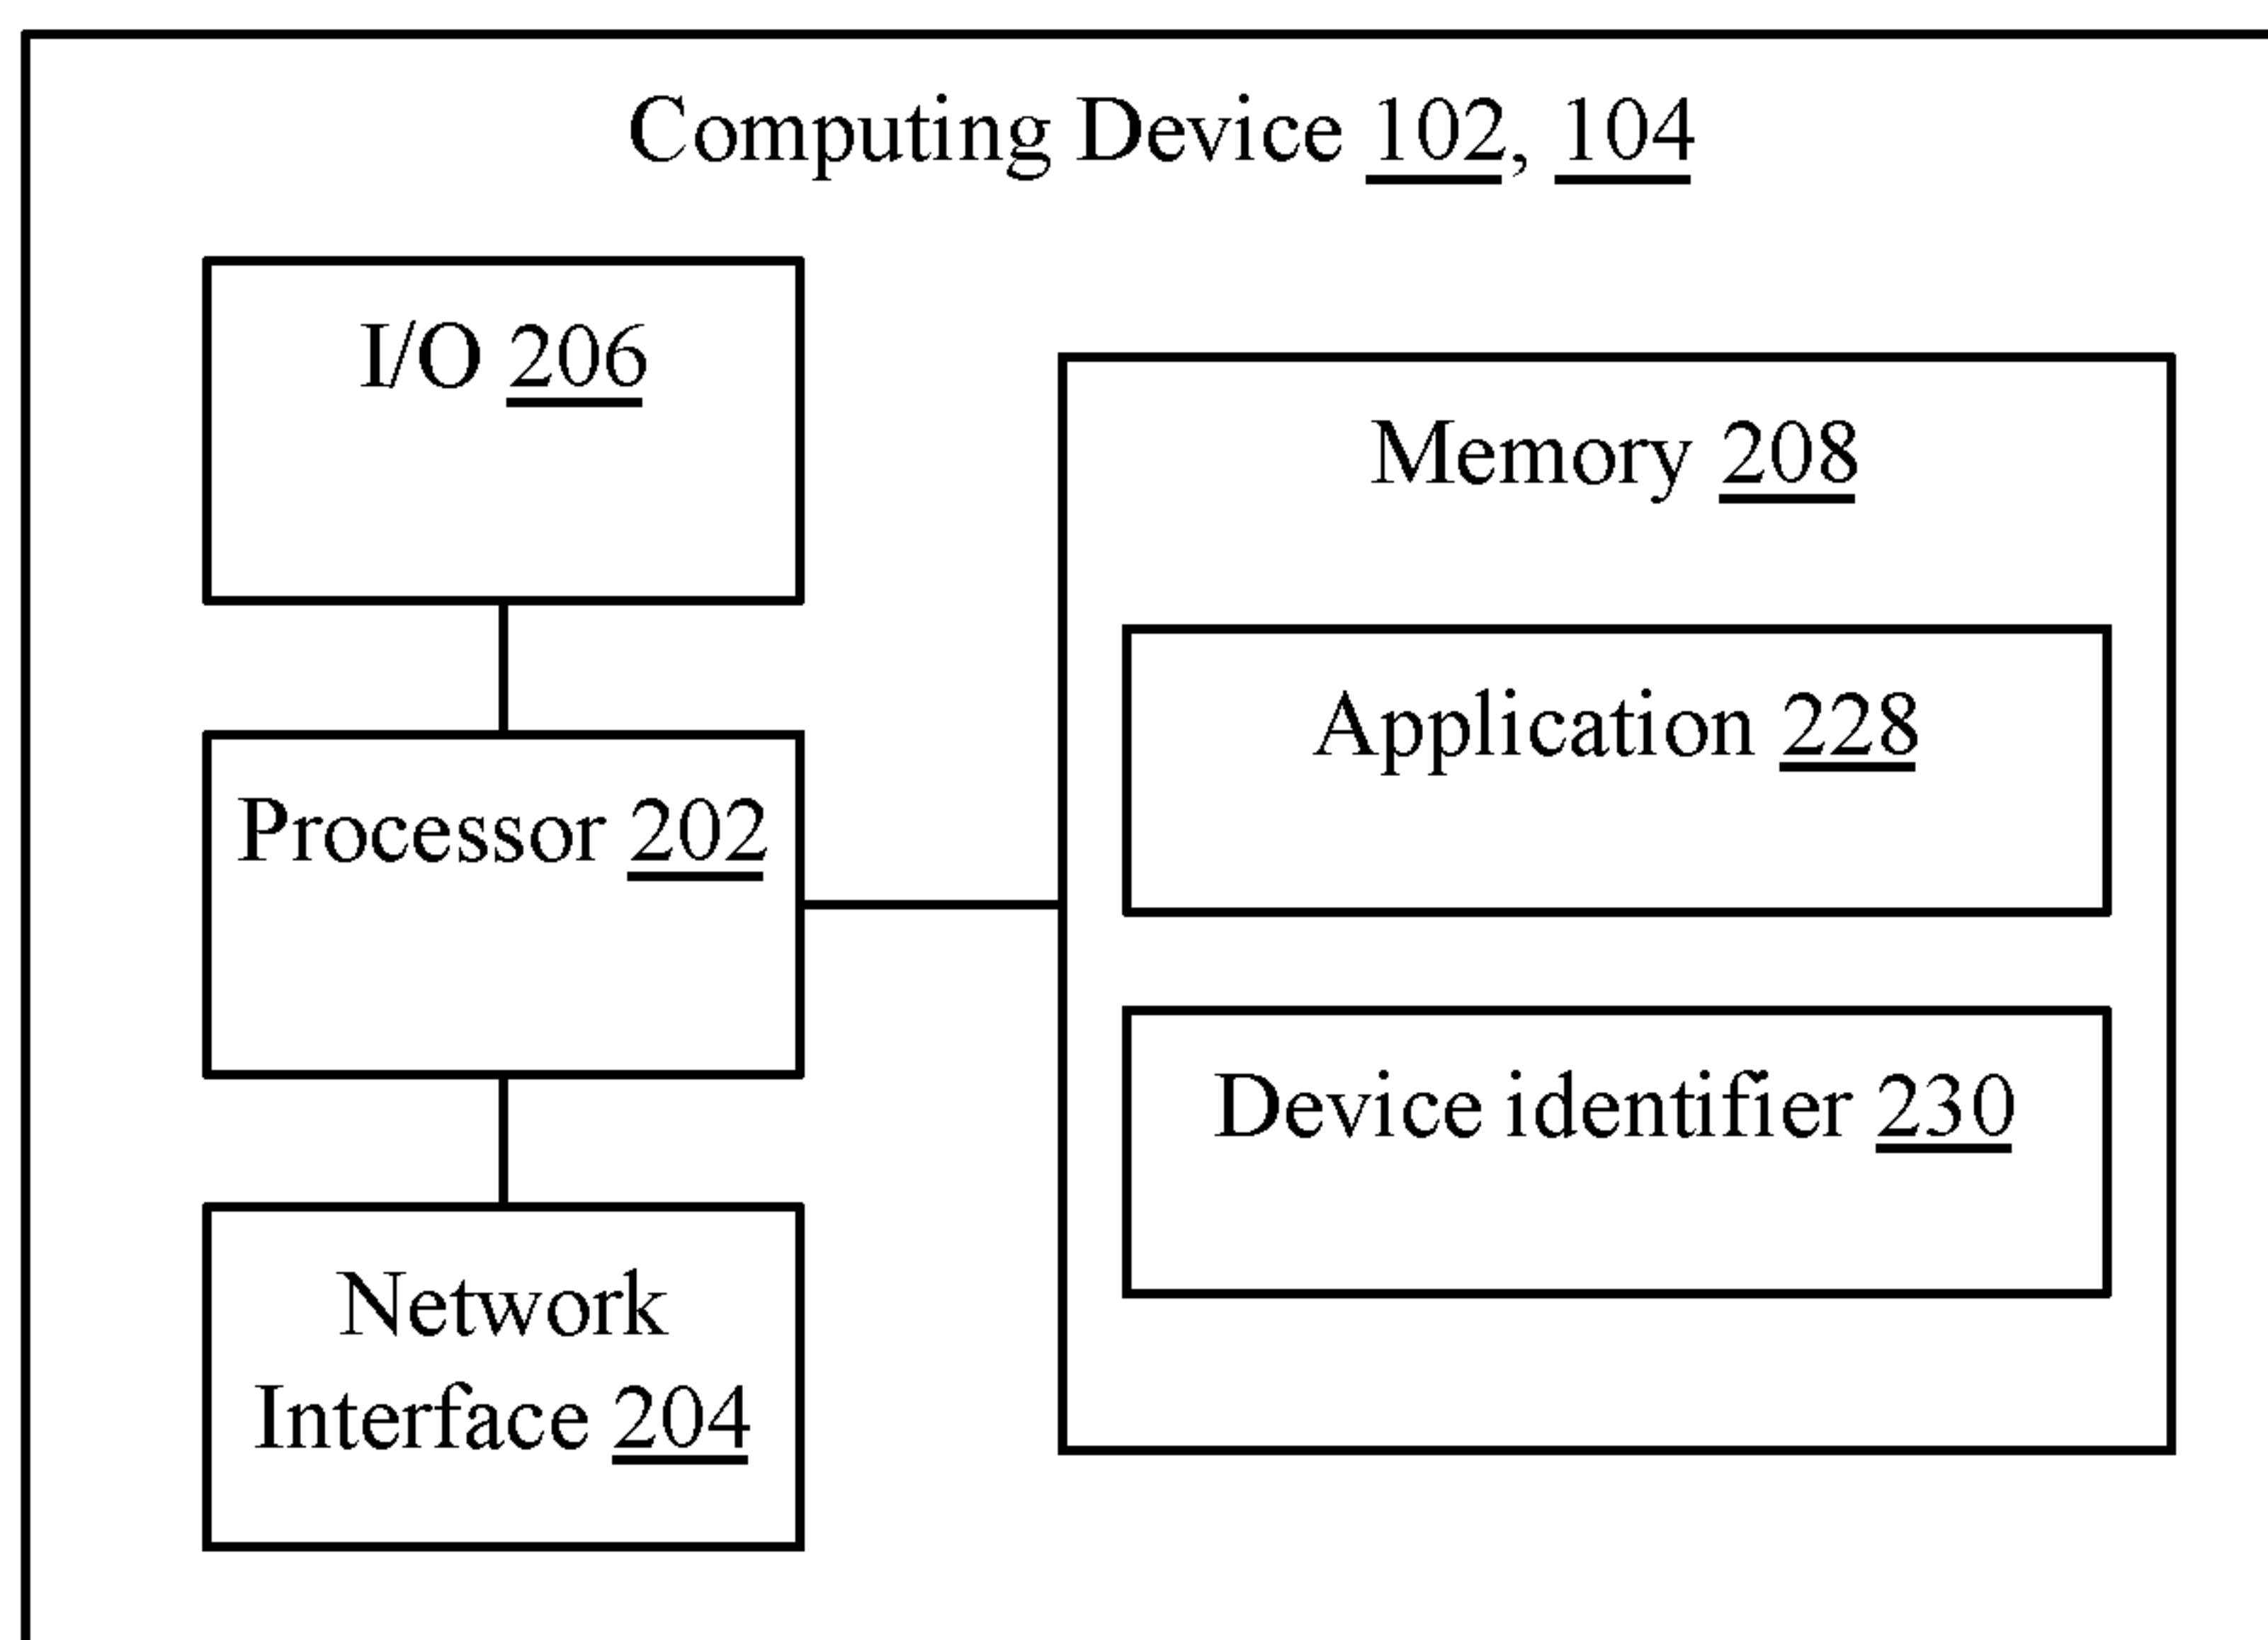 Computing Device 102, 104
I/O 206
Processor 202
Network
Interface 204
Memory 208
Application 228
Device identifier 230